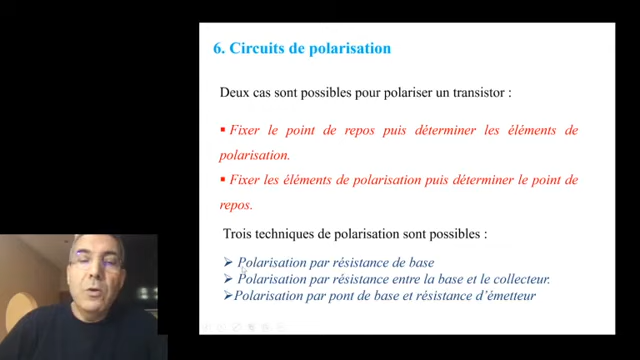 6. Circuits de polarisation
Deux cas sont possibles pour polariser un transistor :
▪ Fixer le point de repos puis déterminer les éléments de
polarisation.
▪ Fixer les éléments de polarisation puis déterminer le point de
repos.
Trois techniques de polarisation sont possibles :
➢ Polarisation par résistance de base
➢ Polarisation par résistance entre la base et le collecteur.
➢Polarisation par pont de base et résistance d’émetteur